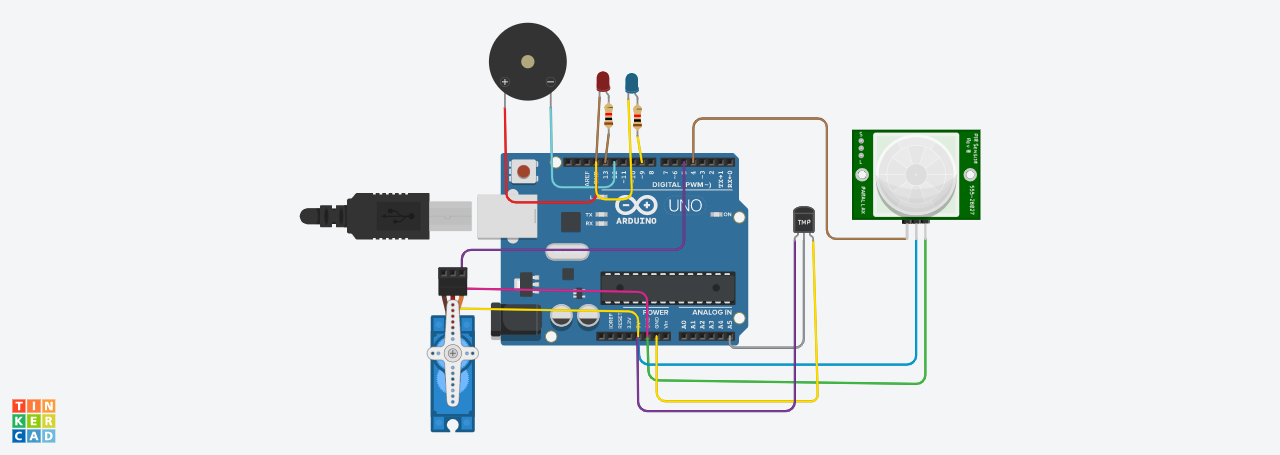 + −
AREF
GND
13
12
~11
~10
~9
8
7
~6
~5
4
~3
2
TX→1
RX←0
DIGITAL (PWM~)
L
TX
RX
ARDUINO
UNO
ON
TMP
PIR Sensor
Rev B
555-28027
PARALLAX
POWER
ANALOG IN
IOREF
RESET
3.3V
GND
Vin
A0
A1
A2
A3
A4
A5
TIN
KER
CAD